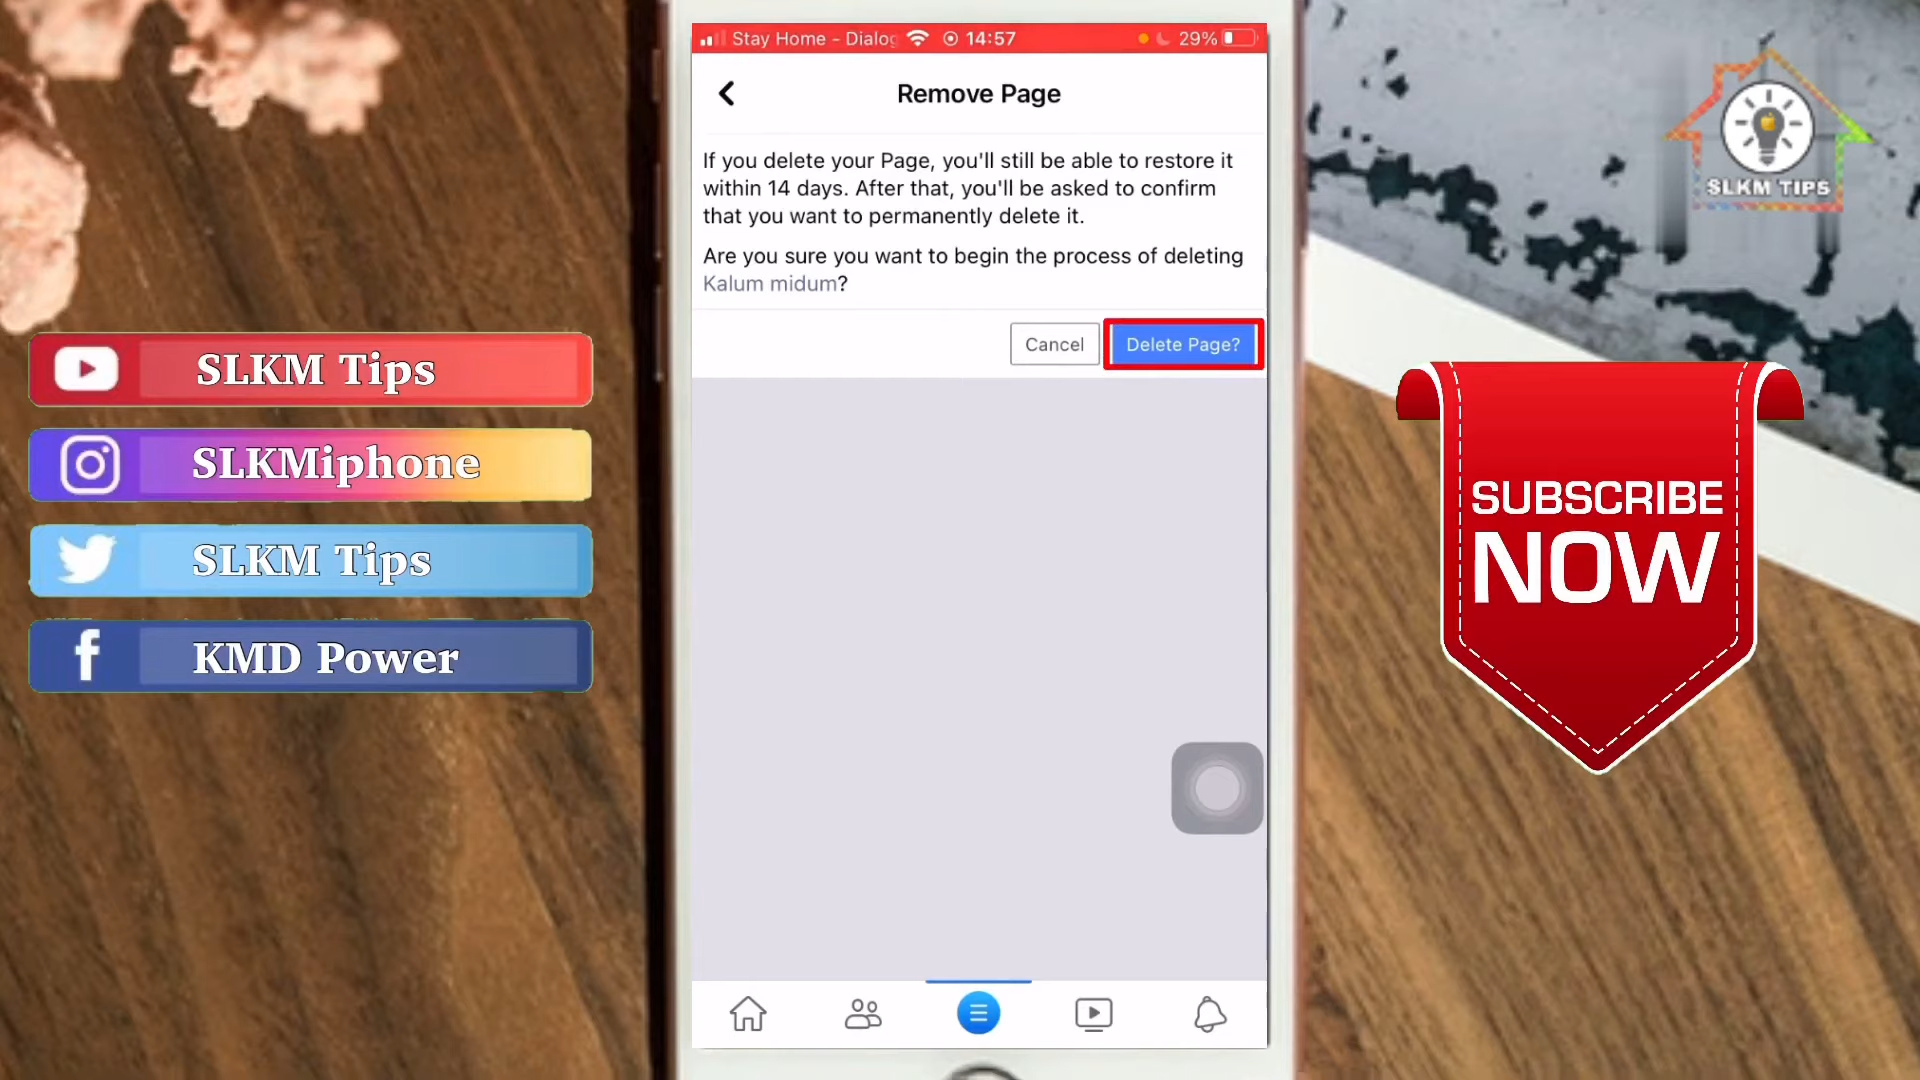 Stay Home - Dialog 14:57 29%
Remove Page
If you delete your Page, you'll still be able to restore it
within 14 days. After that, you'll be asked to confirm
that you want to permanently delete it.
Are you sure you want to begin the process of deleting
Kalum midum?
Cancel
Delete Page?
SLKM TIPS
SLKM Tips
SLKMiphone
SLKM Tips
KMD Power
SUBSCRIBE
NOW